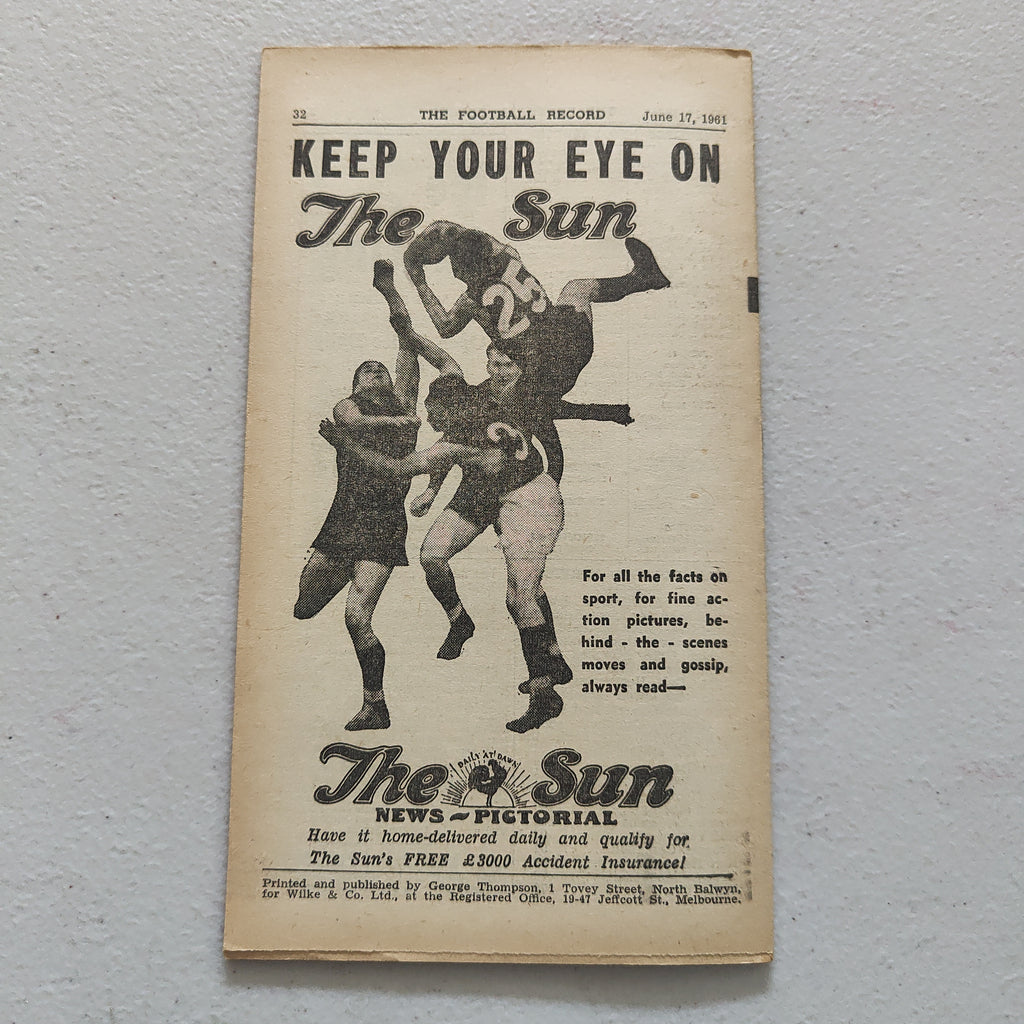 32 THE FOOTBALL RECORD June 17, 1961
KEEP YOUR EYE ON
The Sun
25
3
For all the facts on
sport, for fine ac-
tion pictures, be-
hind - the - scenes
moves and gossip,
always read—
DAILY AT DAWN
The Sun
NEWS - PICTORIAL
Have it home-delivered daily and qualify for
The Sun's FREE £3000 Accident Insurance!
Printed and published by George Thompson, 1 Tovey Street, North Balwyn,
for Wilke & Co. Ltd., at the Registered Office, 19-47 Jeffcott St., Melbourne.